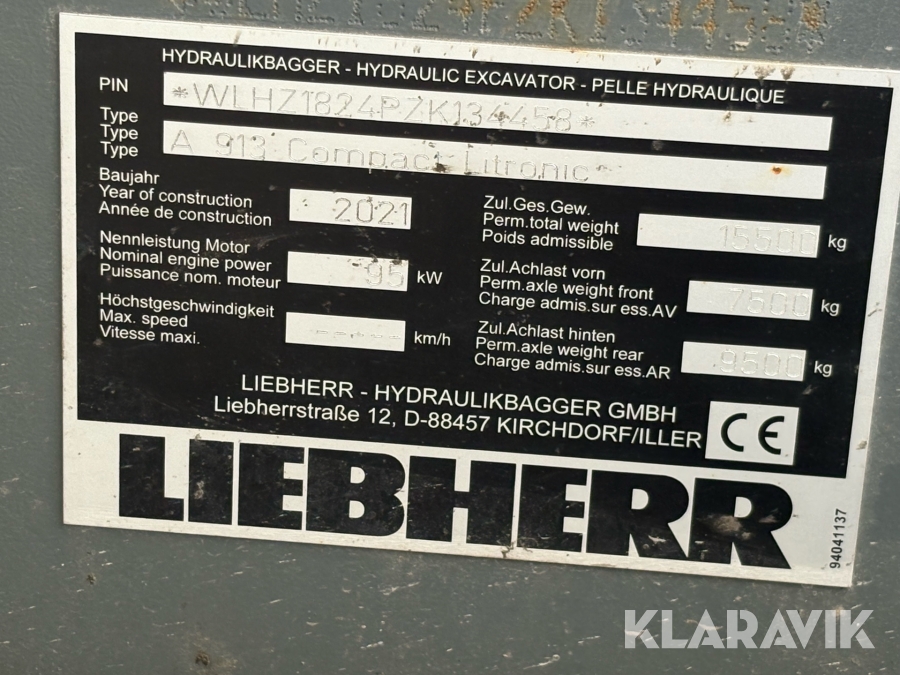 HYDRAULIKBAGGER - HYDRAULIC EXCAVATOR - PELLE HYDRAULIQUE
PIN *WLHZ1824PZK134458*
Type
Type
Type A 913 Compact Litronic
Baujahr
Year of construction
Année de construction 2021
Nennleistung Motor
Nominal engine power
Puissance nom. moteur 95 kW
Höchstgeschwindigkeit
Max. speed
Vitesse maxi. km/h
Zul.Ges.Gew.
Perm.total weight
Poids admissible 15500 kg
Zul.Achlast vorn
Perm.axle weight front
Charge admis.sur ess.AV 7500 kg
Zul.Achlast hinten
Perm.axle weight rear
Charge admis.sur ess.AR 9500 kg
LIEBHERR - HYDRAULIKBAGGER GMBH
Liebherrstraße 12, D-88457 KIRCHDORF/ILLER
CE
LIEBHERR
94041137
KLARAVIK